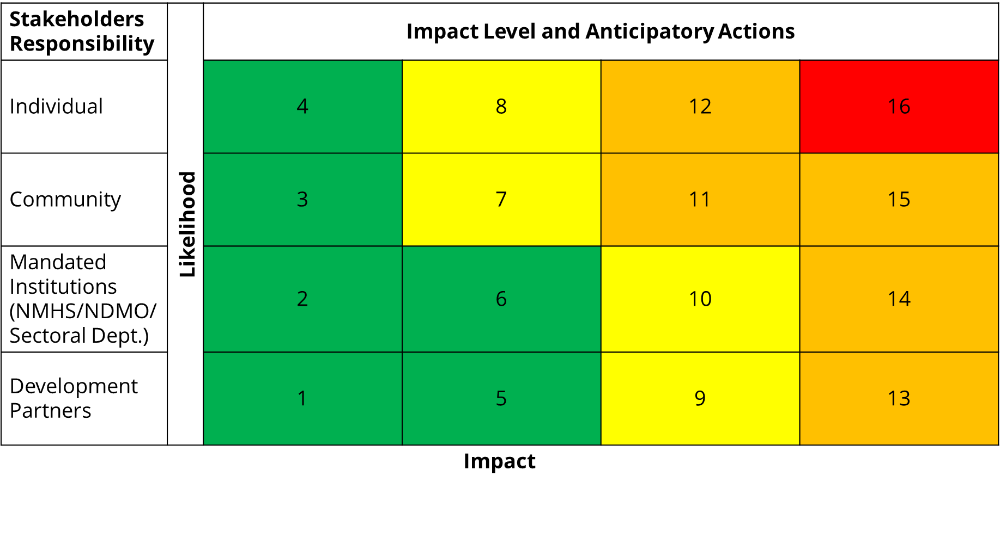 Stakeholders
Responsibility
Impact Level and Anticipatory Actions
Likelihood
Individual
4
8
12
16
Community
3
7
11
15
Mandated
Institutions
(NMHS/NDMO/
Sectoral Dept.)
2
6
10
14
Development
Partners
1
5
9
13
Impact